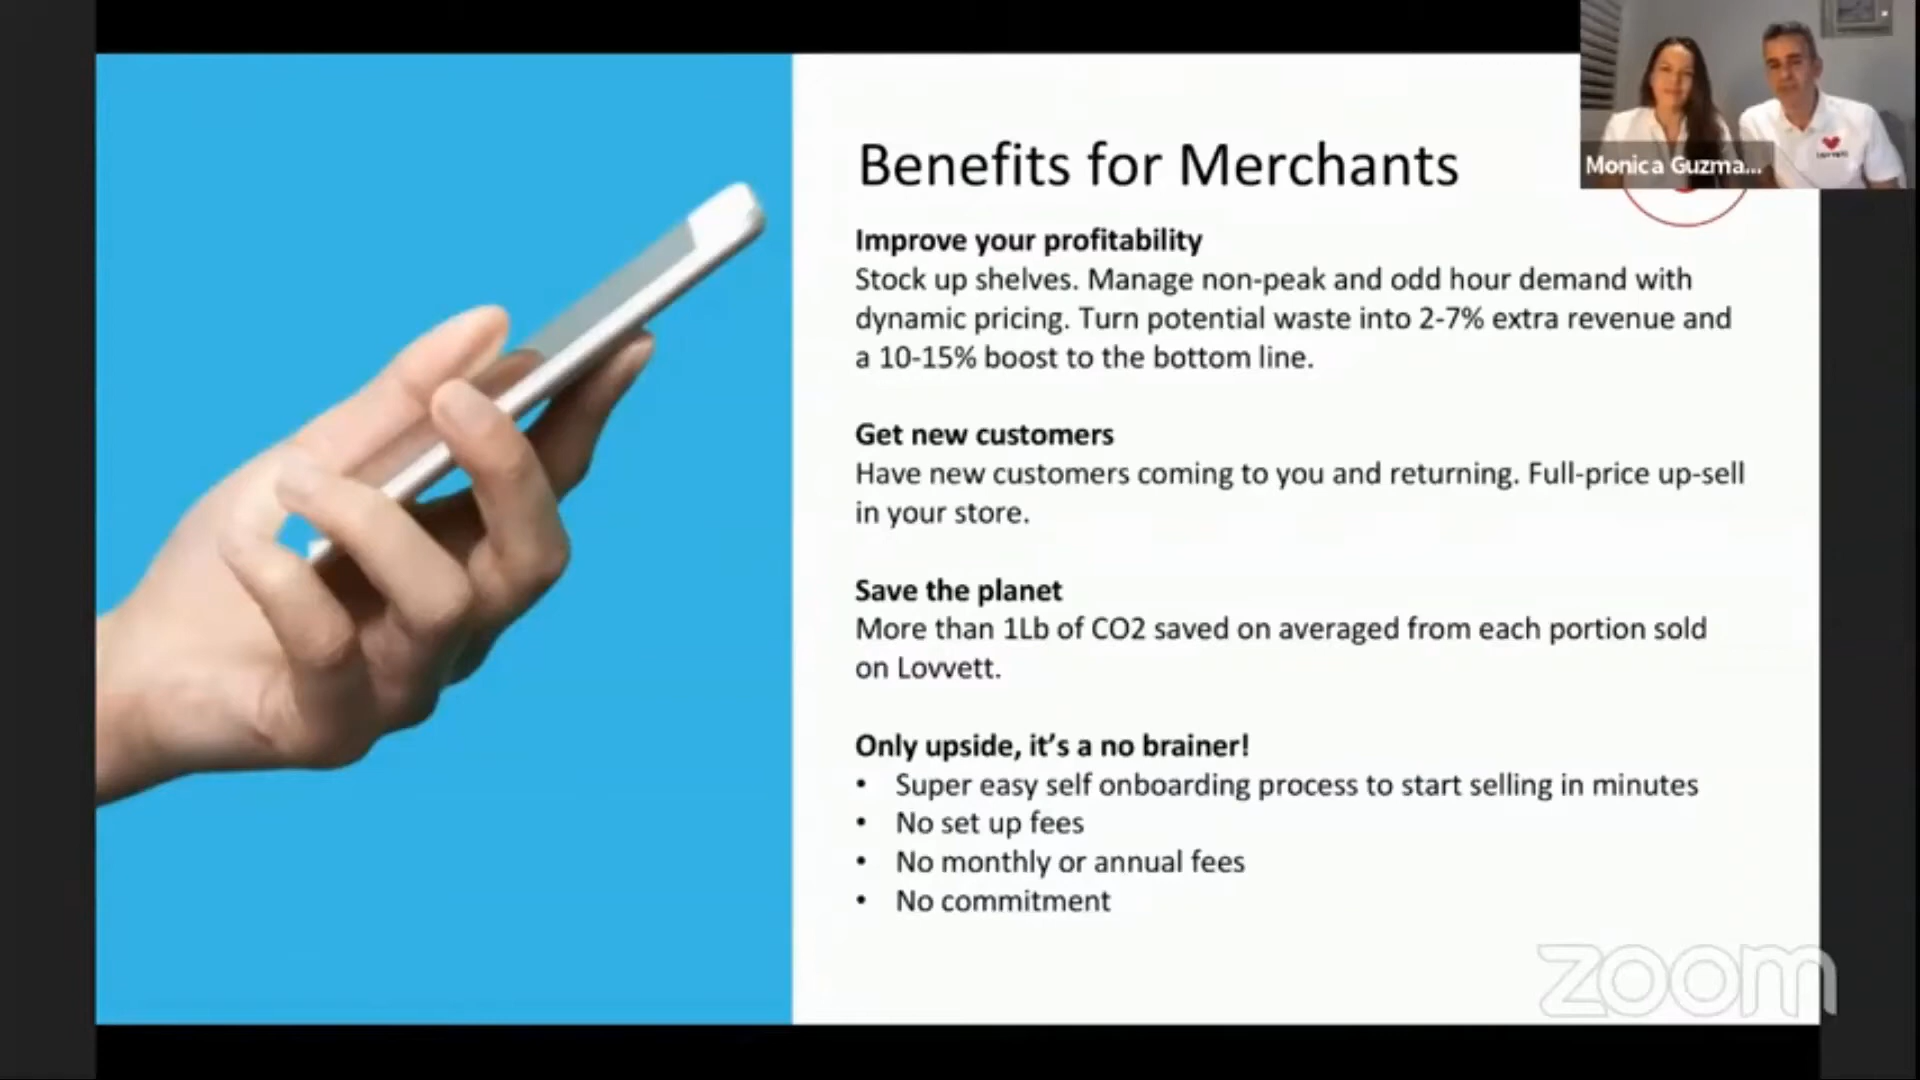 Benefits for Merchants
Monica Guzma...
Improve your profitability
Stock up shelves. Manage non-peak and odd hour demand with
dynamic pricing. Turn potential waste into 2-7% extra revenue and
a 10-15% boost to the bottom line.
Get new customers
Have new customers coming to you and returning. Full-price up-sell
in your store.
Save the planet
More than 1Lb of CO2 saved on averaged from each portion sold
on Lovvett.
Only upside, it’s a no brainer!
• Super easy self onboarding process to start selling in minutes
• No set up fees
• No monthly or annual fees
• No commitment
zoom